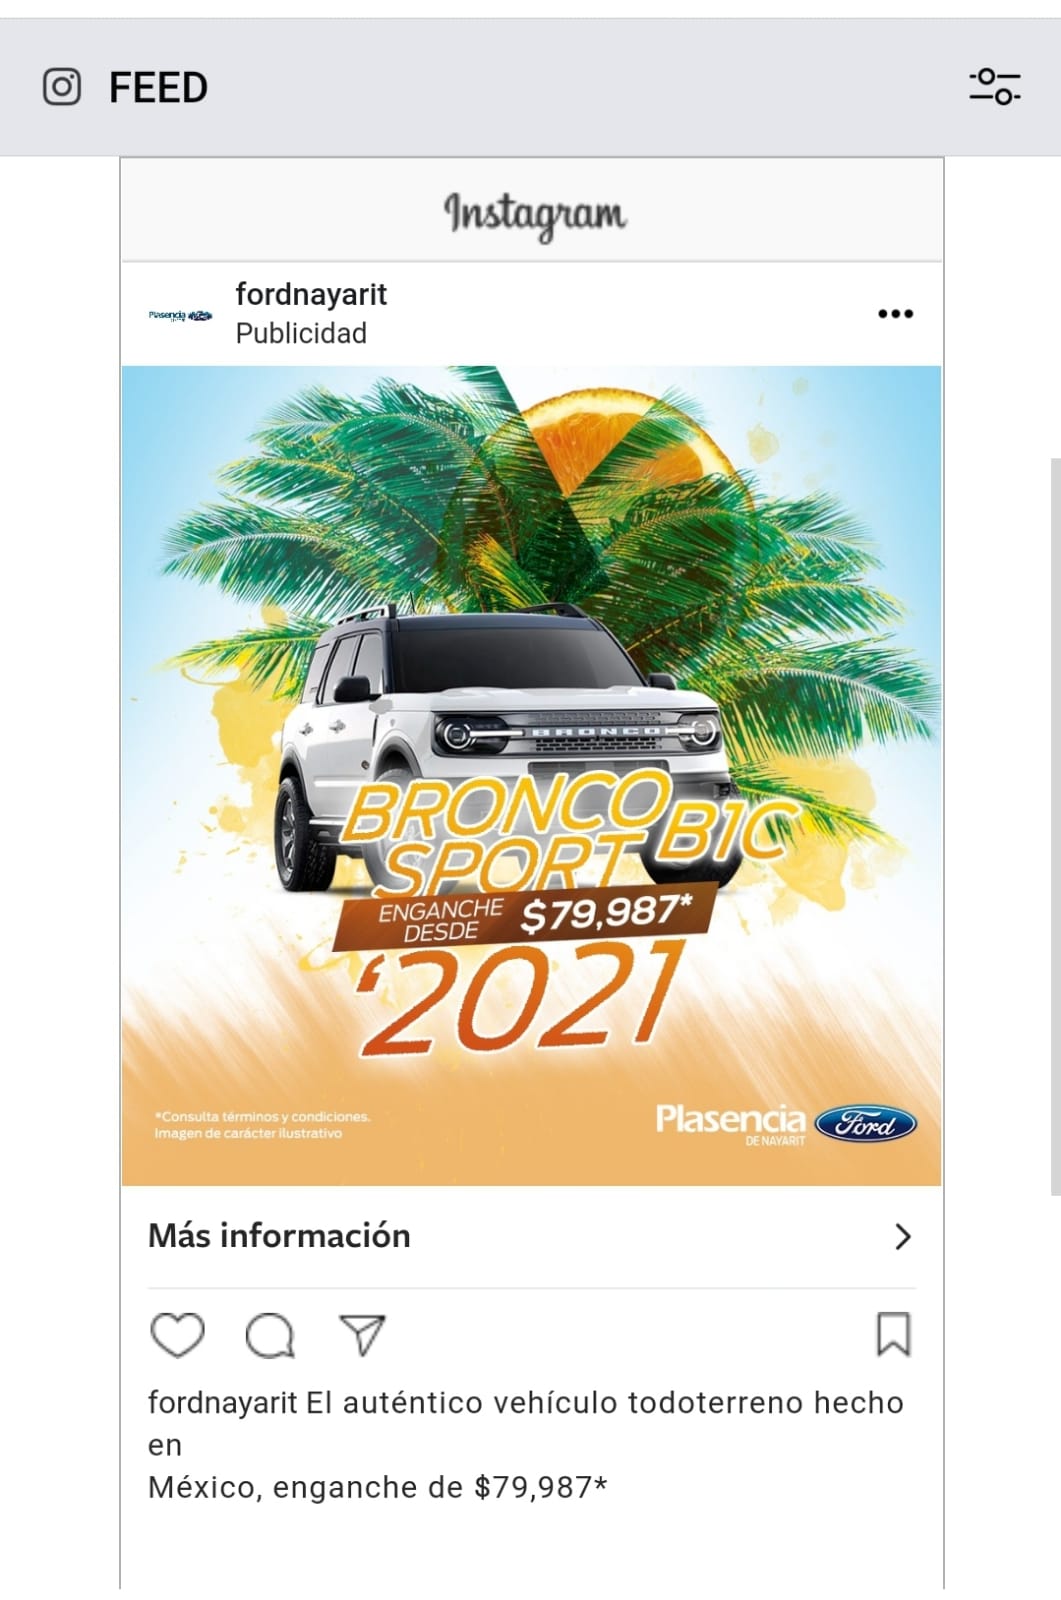 FEED
Instagram
fordnayarit
Plasencia
Publicidad
BRONCO
BRONCO
SPORT B1C
ENGANCHE
DESDE $79,987*
‘2021
*Consulta términos y condiciones.
Imagen de carácter ilustrativo
Plasencia
DE NAYARIT
Ford
Más información
fordnayarit El auténtico vehículo todoterreno hecho
en
México, enganche de $79,987*